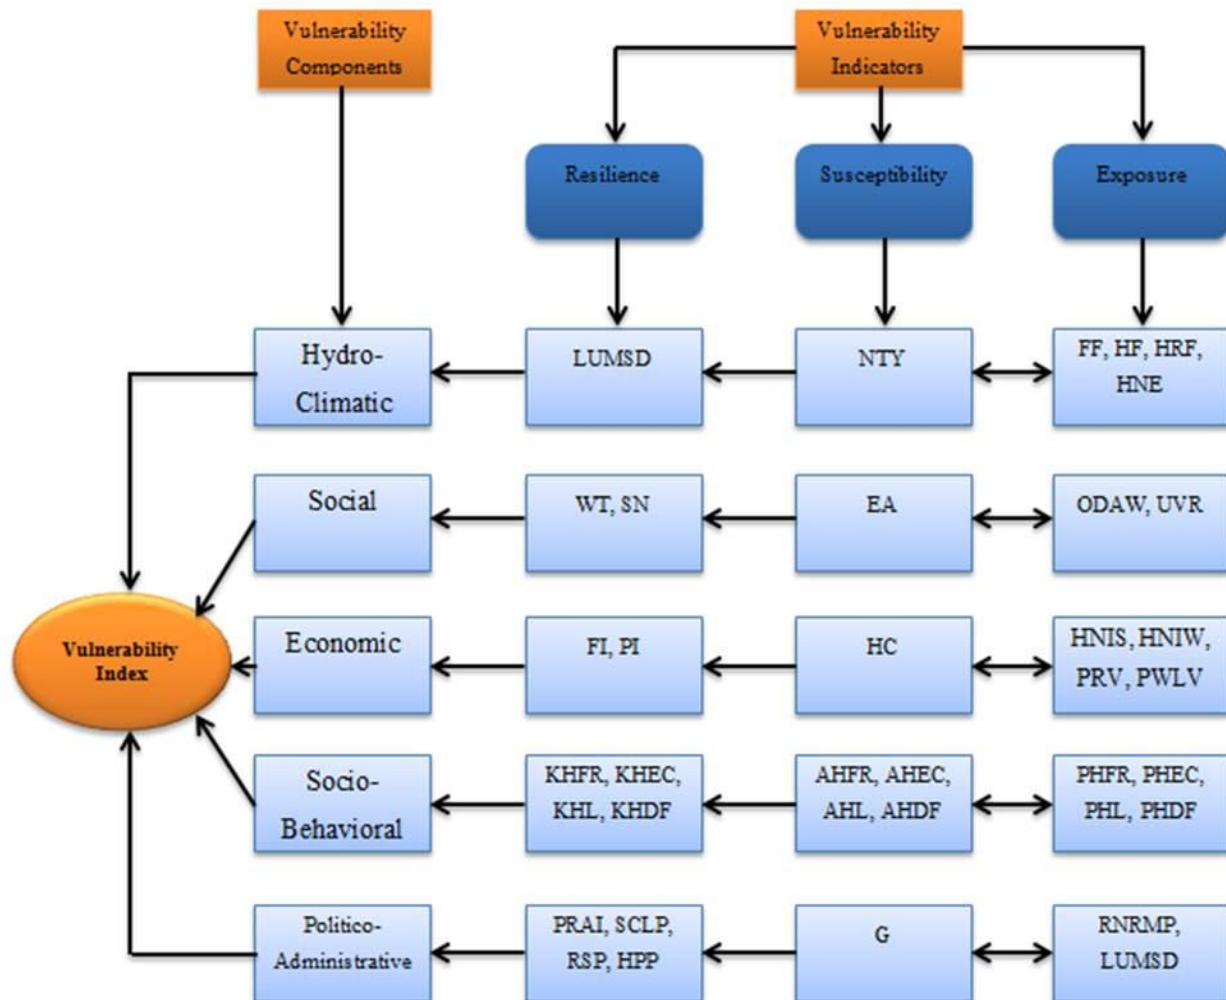 Vulnerability
Components
Vulnerability
Indicators
Resilience
Susceptibility
Exposure
Hydro-
Climatic
LUMSD
NTY
FF, HF, HRF,
HNE
Social
WT, SN
EA
ODAW, UVR
Vulnerability
Index
Economic
FI, PI
HC
HNIS, HNIW,
PRV, PWLV
Socio-
Behavioral
KHFR, KHEC,
KHL, KHDF
AHFR, AHEC,
AHL, AHDF
PHFR, PHEC,
PHL, PHDF
Politico-
Administrative
PRAI, SCLP,
RSP, HPP
G
RNRMP,
LUMSD